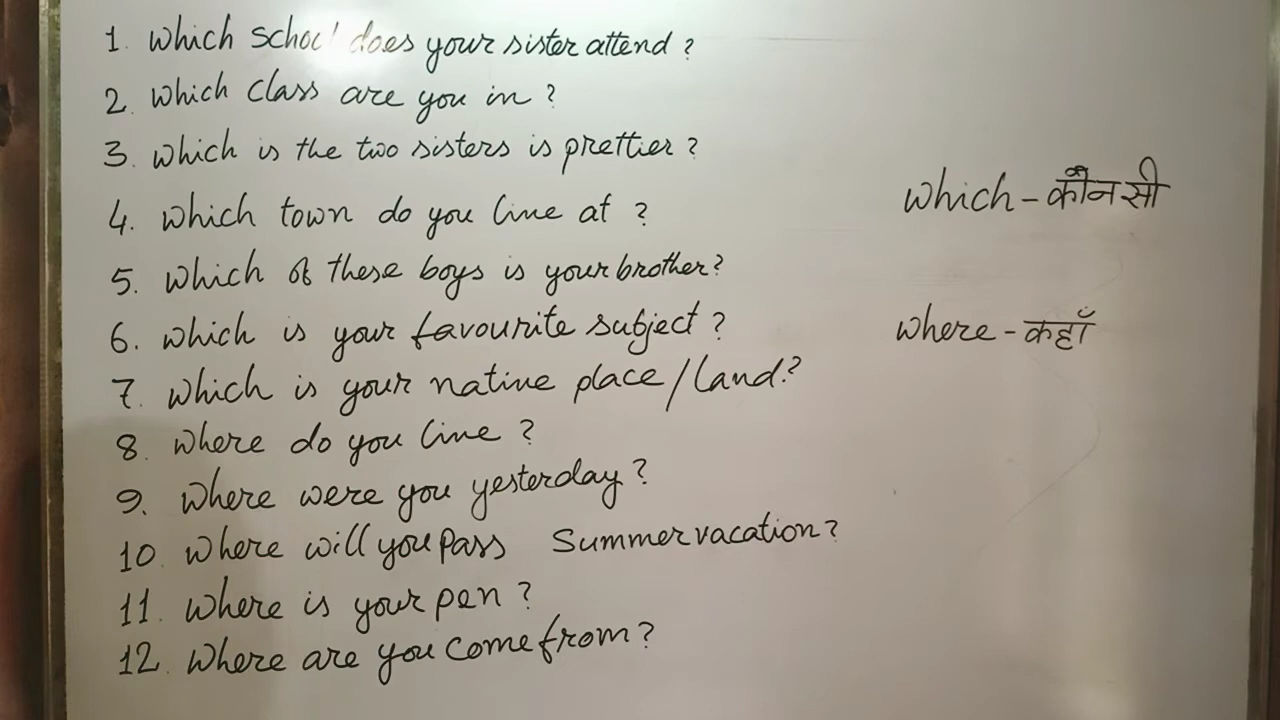 1. Which School does your sister attend?
2. Which class are you in?
3. Which is the two sisters is prettier?
4. Which town do you live at?
5. Which of these boys is your brother?
6. Which is your favourite subject?
7. Which is your native place/land.?
8. Where do you live?
9. Where were you yesterday?
10. Where will you pass Summer vacation?
11. Where is your pen?
12. Where are you come from?
Which - कौनसी
where - कहाँ